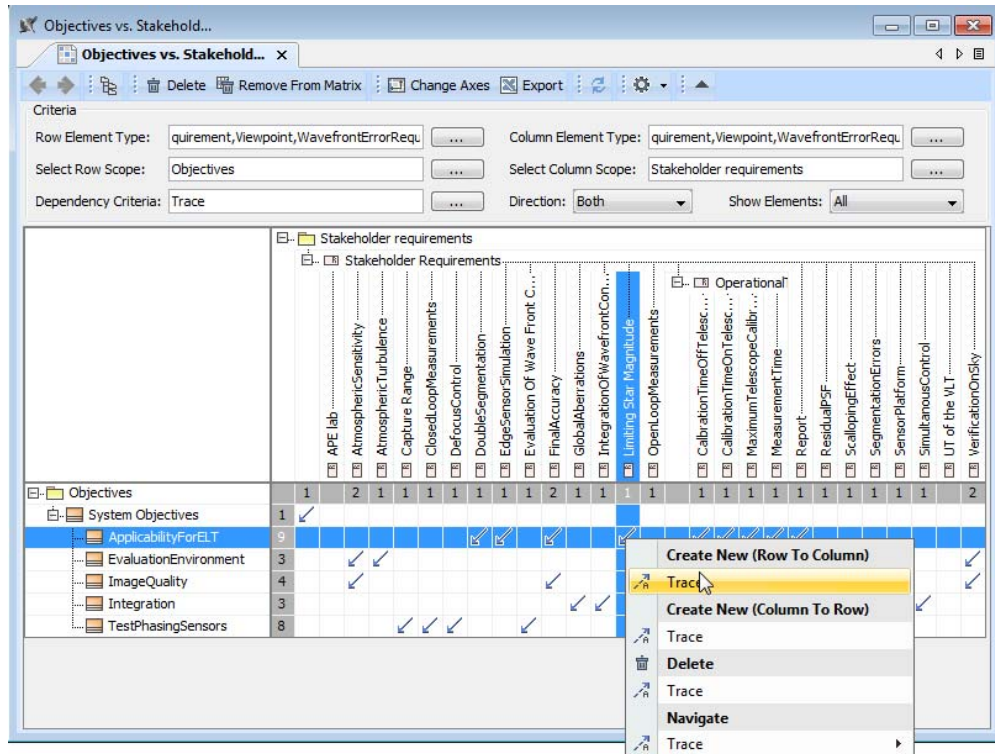 Objectives vs. Stakehold...
Objectives vs. Stakehold... x
Delete Remove From Matrix Change Axes Export
Criteria
Row Element Type: quirement,Viewpoint,WavefrontErrorRequ ... Column Element Type: quirement,Viewpoint,WavefrontErrorRequ ...
Select Row Scope: Objectives ... Select Column Scope: Stakeholder requirements ...
Dependency Criteria: Trace ... Direction: Both Show Elements: All
Stakeholder requirements
Stakeholder Requirements
Operational
APE lab
AtmosphericSensitivity
AtmosphericTurbulence
Capture Range
ClosedLoopMeasurements
DefocusControl
DoubleSegmentation
EdgeSensorSimulation
Evaluation Of Wave Front C...
FinalAccuracy
GlobalAberrations
IntegrationOfWavefrontCon...
Limiting Star Magnitude
OpenLoopMeasurements
CalibrationTimeOffTelesc...
CalibrationTimeOnTelesc...
MaximumTelescopeCalibr...
MeasurementTime
Report
ResidualPSF
ScallopingEffect
SegmentationErrors
SensorPlatform
SimultanousControl
UT of the VLT
VerificationOnSky
Objectives 1 2 1 1 1 1 1 1 1 2 1 1 1 1 1 1 1 1 1 1 1 1 1 1 2
System Objectives 1
ApplicabilityForELT 9
EvaluationEnvironment 3
ImageQuality 4
Integration 3
TestPhasingSensors 8
Create New (Row To Column)
Trace
Create New (Column To Row)
Trace
Delete
Trace
Navigate
Trace